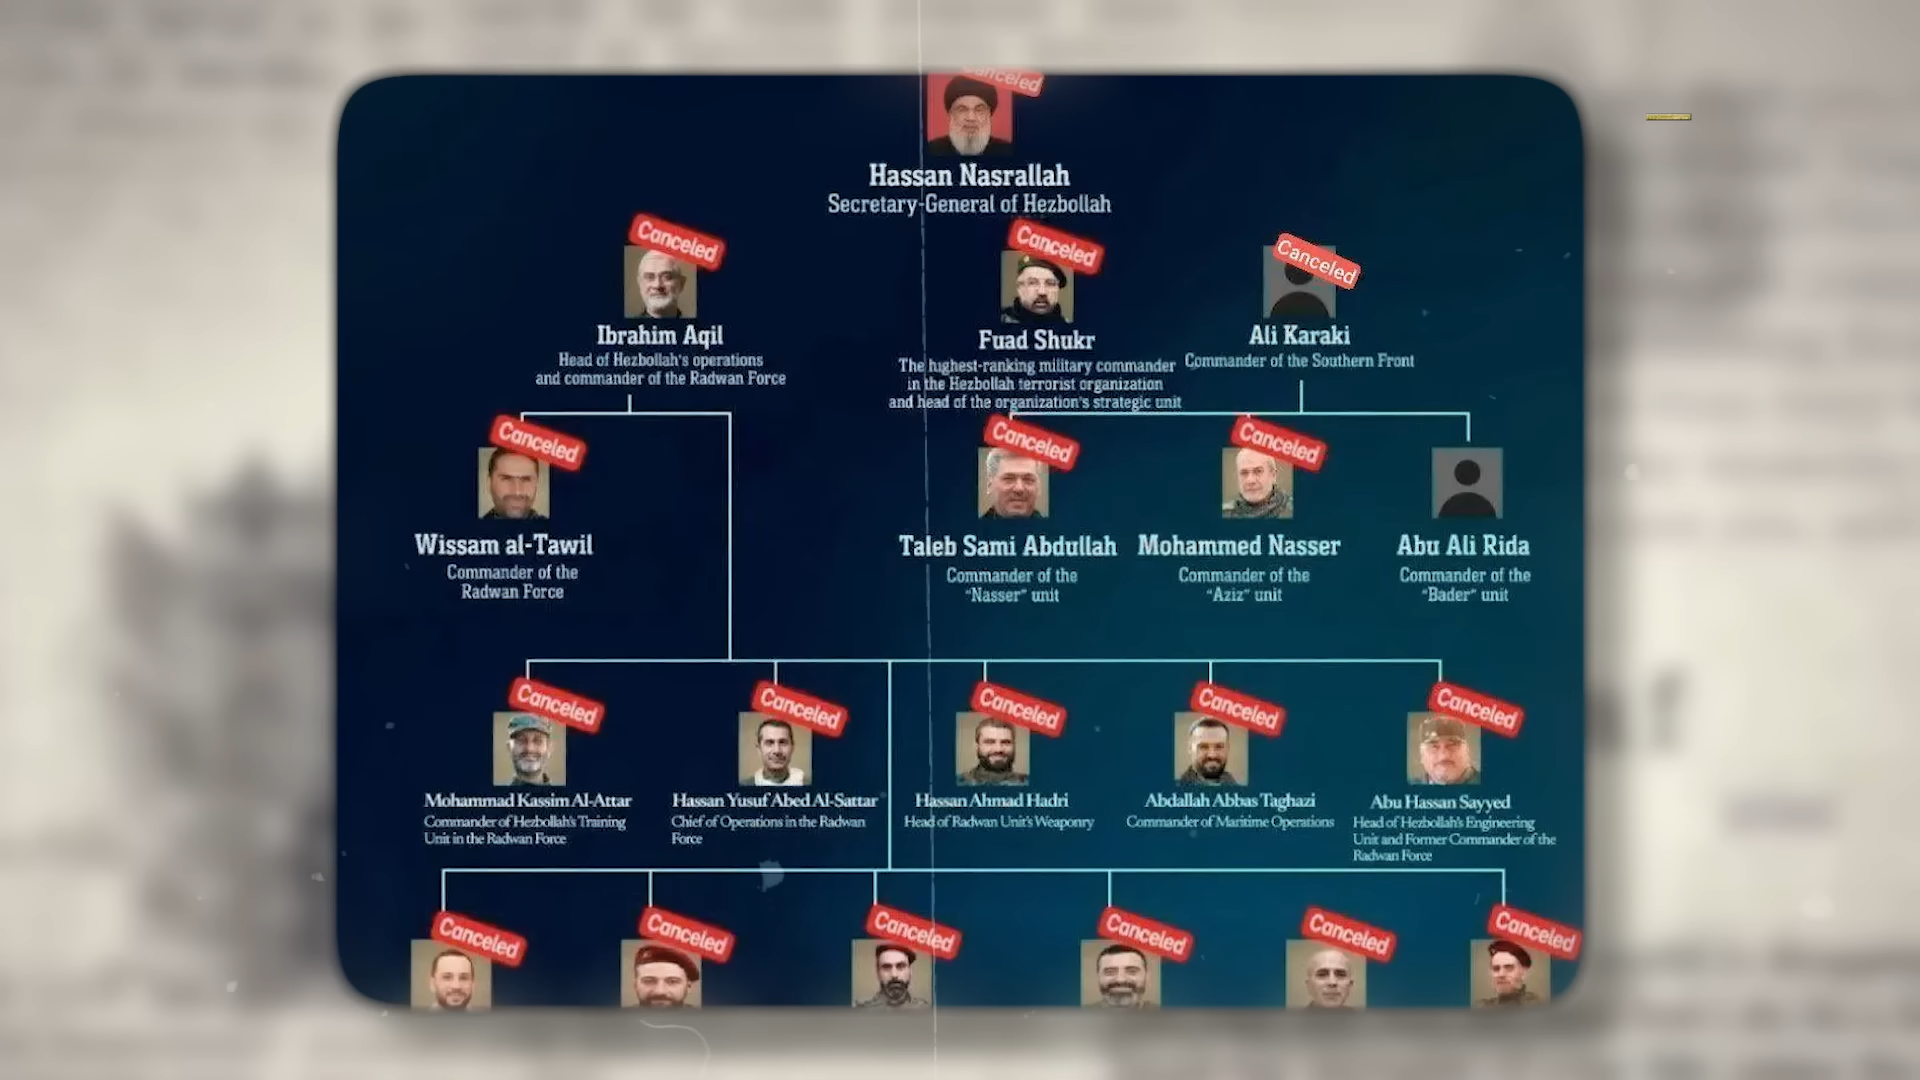 Canceled
Hassan Nasrallah
Secretary-General of Hezbollah
Canceled
Ibrahim Aqil
Head of Hezbollah's operations
and commander of the Radwan Force
Canceled
Fuad Shukr
The highest-ranking military commander
in the Hezbollah terrorist organization
and head of the organization's strategic unit
Canceled
Ali Karaki
Commander of the Southern Front
Canceled
Wissam al-Tawil
Commander of the
Radwan Force
Canceled
Taleb Sami Abdullah
Commander of the
"Nasser" unit
Canceled
Mohammed Nasser
Commander of the
"Aziz" unit
Abu Ali Rida
Commander of the
"Bader" unit
Canceled
Mohammad Kassim Al-Attar
Commander of Hezbollah's Training
Unit in the Radwan Force
Canceled
Hassan Yusuf Abed Al-Sattar
Chief of Operations in the Radwan
Force
Canceled
Hassan Ahmad Hadri
Head of Radwan Unit's Weaponry
Canceled
Abdallah Abbas Taghazi
Commander of Maritime Operations
Canceled
Abu Hassan Sayyed
Head of Hezbollah's Engineering
Unit and Former Commander of the
Radwan Force
Canceled
Canceled
Canceled
Canceled
Canceled
Canceled